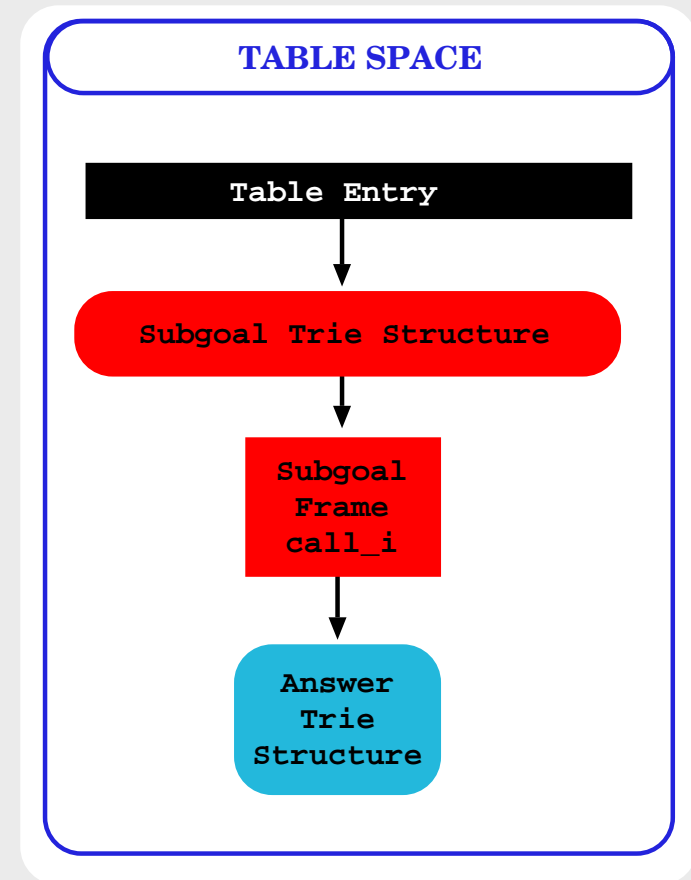 TABLE SPACE
Table Entry
Subgoal Trie Structure
Subgoal
Frame
call_i
Answer
Trie
Structure